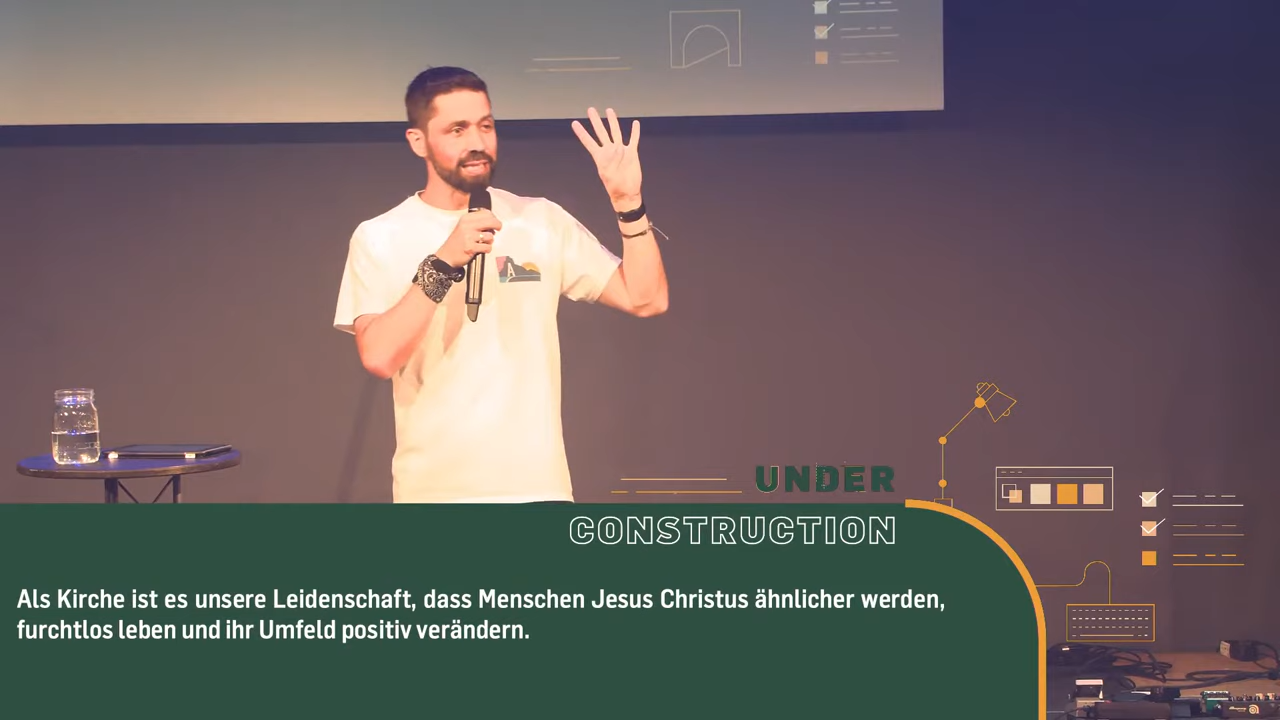 UNDER
CONSTRUCTION
Als Kirche ist es unsere Leidenschaft, dass Menschen Jesus Christus ähnlicher werden,
furchtlos leben und ihr Umfeld positiv verändern.